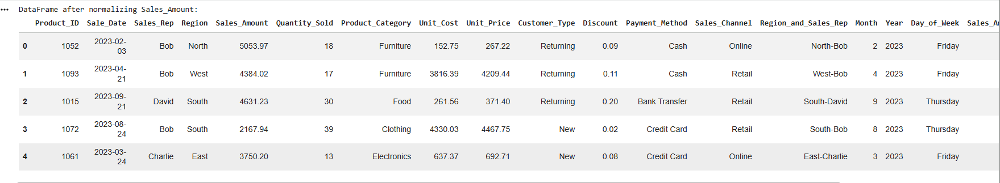 DataFrame after normalizing Sales_Amount:
Product_ID Sale_Date Sales_Rep Region Sales_Amount Quantity_Sold Product_Category Unit_Cost Unit_Price Customer_Type Discount Payment_Method Sales_Channel Region_and_Sales_Rep Month Year Day_of_Week
0 1052 2023-02-03 Bob North 5053.97 18 Furniture 152.75 267.22 Returning 0.09 Cash Online North-Bob 2 2023 Friday
1 1093 2023-04-21 Bob West 4384.02 17 Furniture 3816.39 4209.44 Returning 0.11 Cash Retail West-Bob 4 2023 Friday
2 1015 2023-09-21 David South 4631.23 30 Food 261.56 371.40 Returning 0.20 Bank Transfer Retail South-David 9 2023 Thursday
3 1072 2023-08-24 Bob South 2167.94 39 Clothing 4330.03 4467.75 New 0.02 Credit Card Retail South-Bob 8 2023 Thursday
4 1061 2023-03-24 Charlie East 3750.20 13 Electronics 637.37 692.71 New 0.08 Credit Card Online East-Charlie 3 2023 Friday